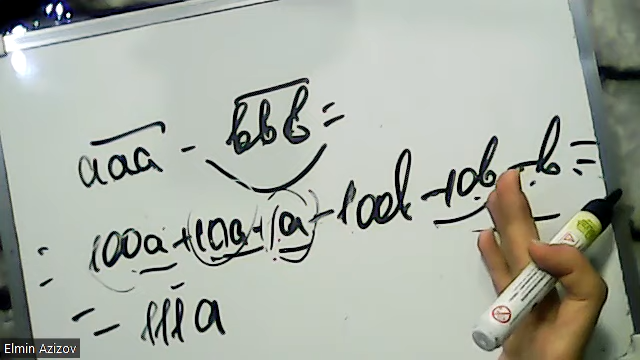 aaa - bbb =
= 100a + 10a + 1a - 100b - 10b - b =
= 111a
Elmin Azizov